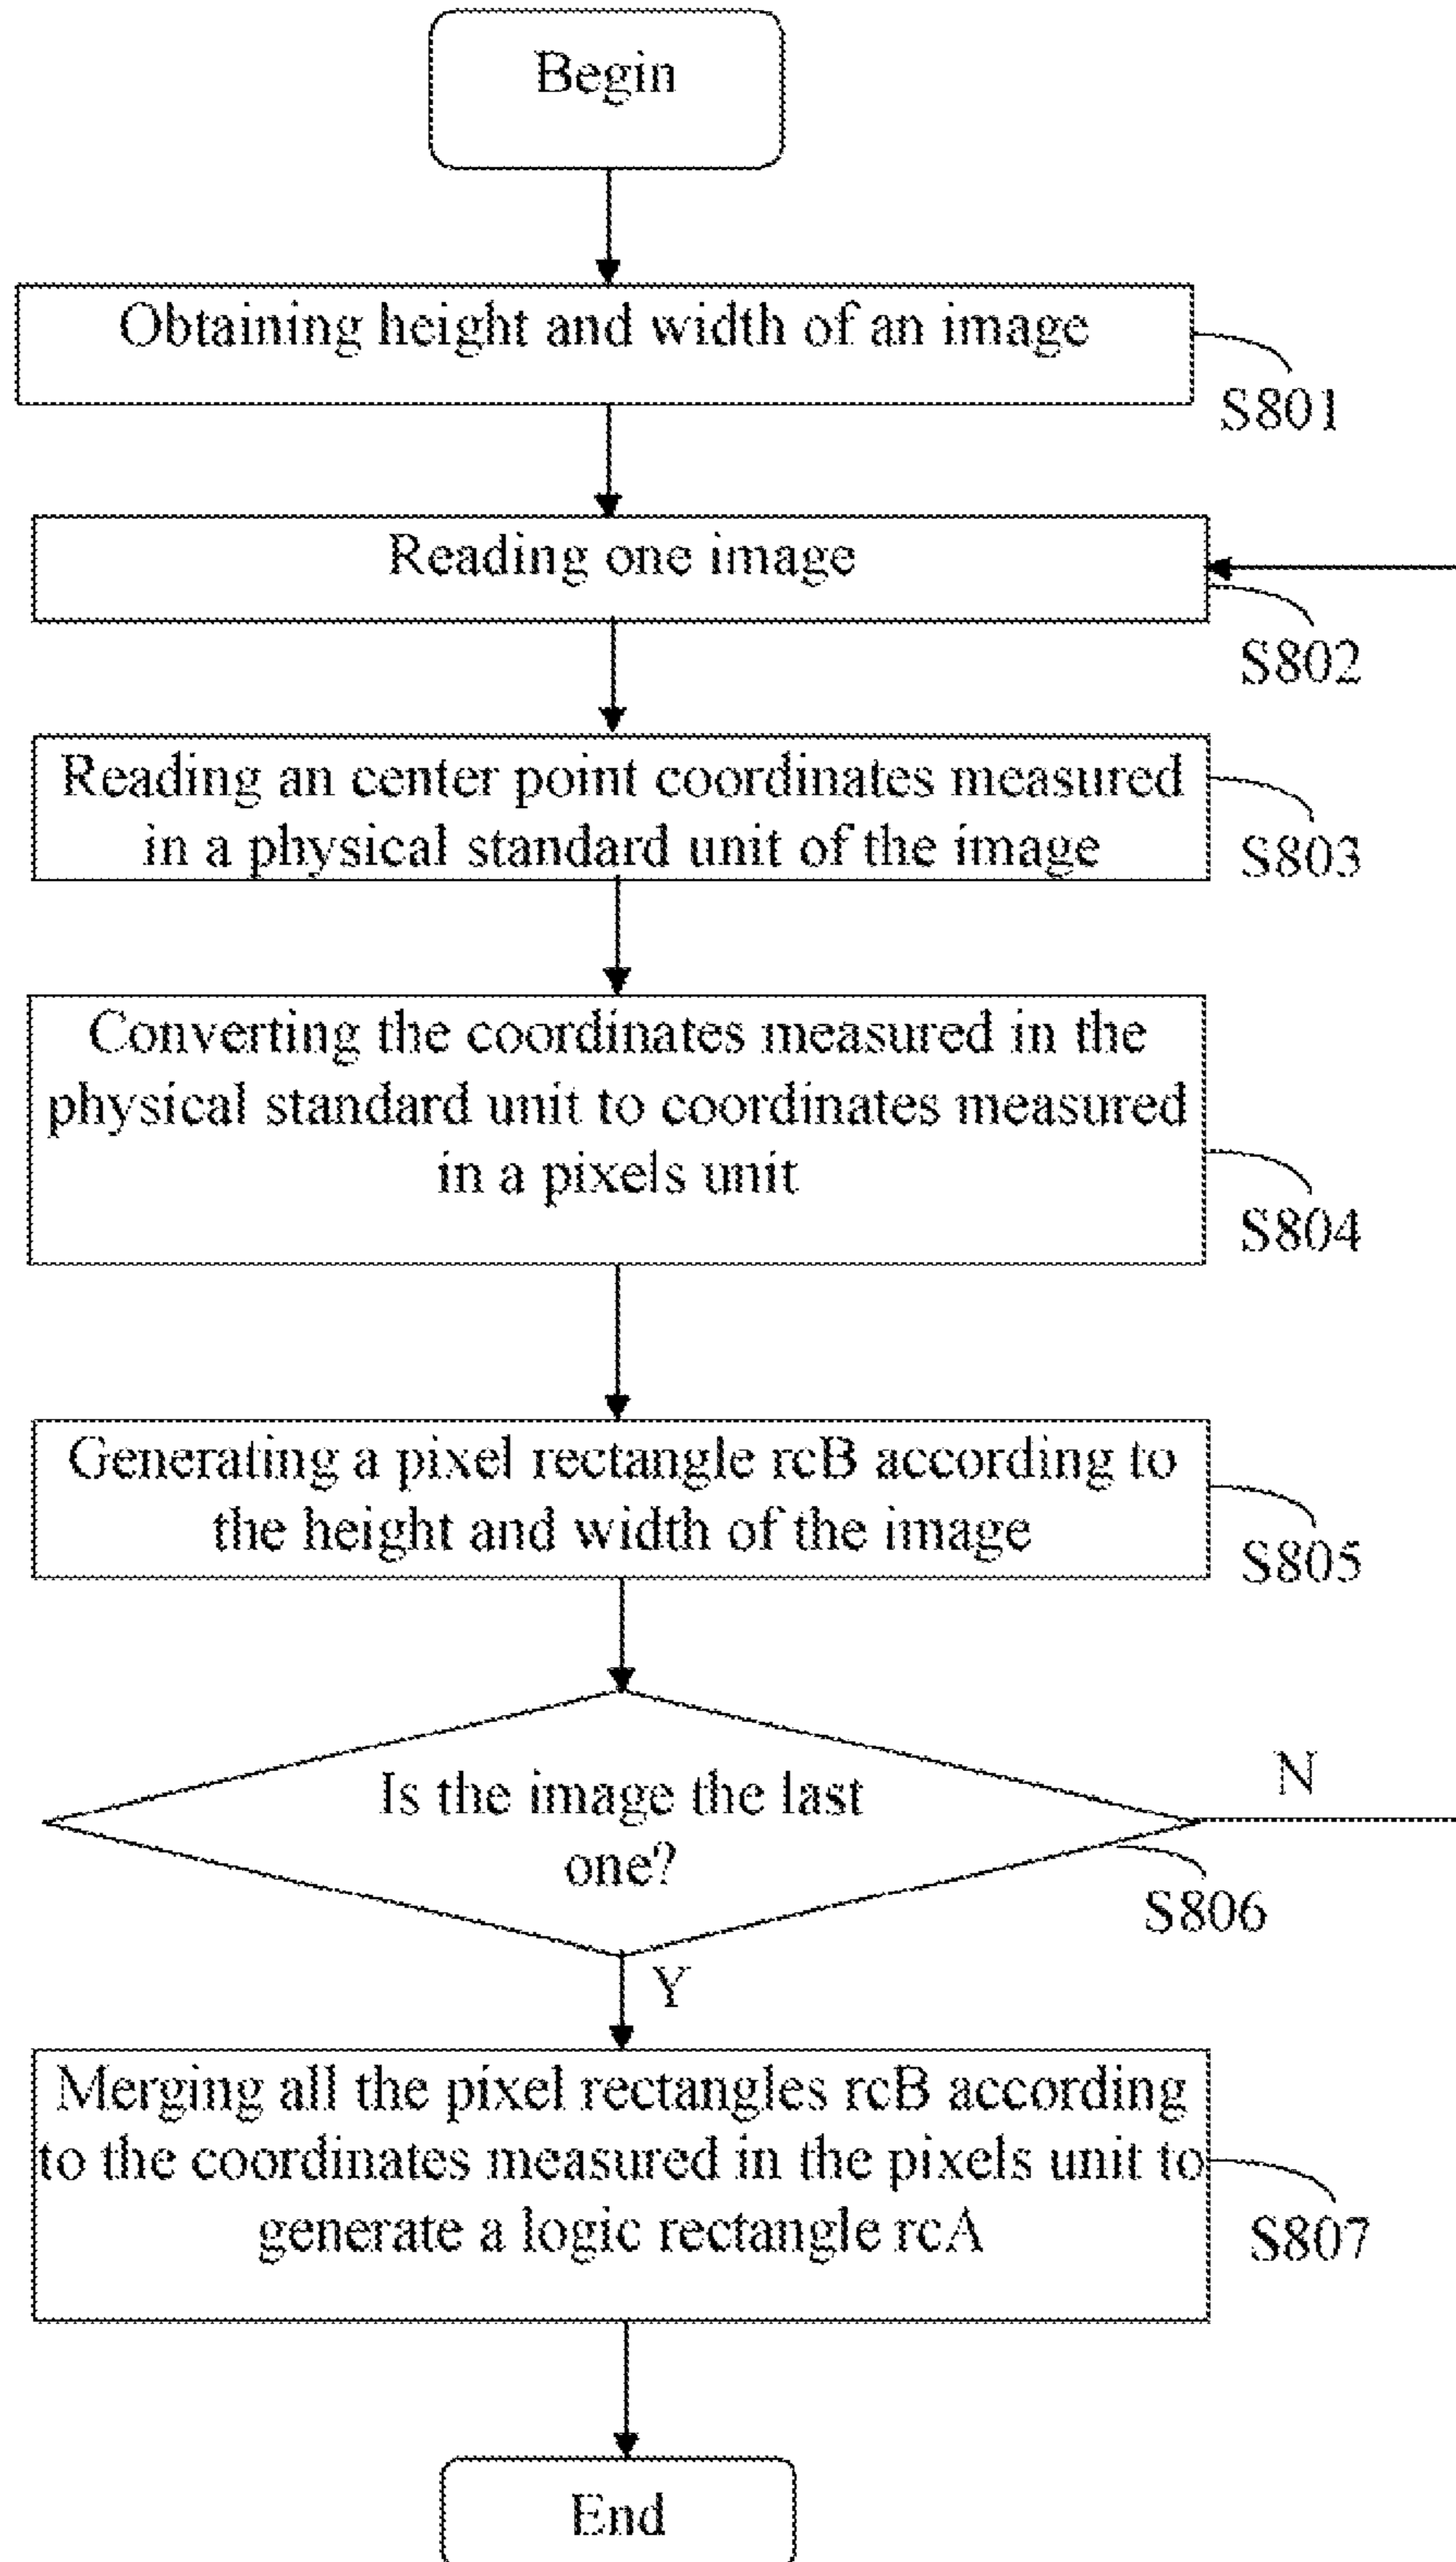 Begin
Obtaining height and width of an image
S801
Reading one image
S802
Reading an center point coordinates measured
in a physical standard unit of the image
S803
Converting the coordinates measured in the
physical standard unit to coordinates measured
in a pixels unit
S804
Generating a pixel rectangle rcB according to
the height and width of the image
S805
Is the image the last
one?
N
S806
Y
Merging all the pixel rectangles rcB according
to the coordinates measured in the pixels unit to
generate a logic rectangle rcA
S807
End